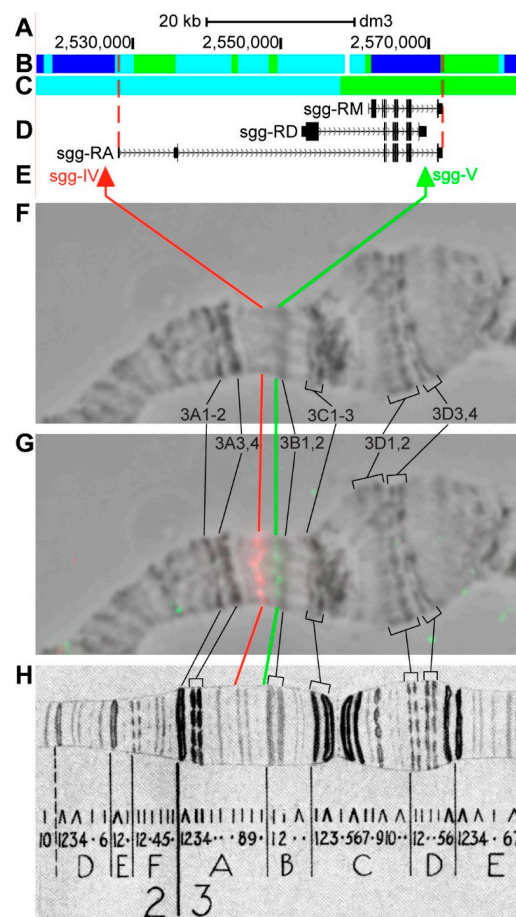 A
20 kb
dm3
2,530,000
2,550,000
2,570,000
B
C
sgg-RM
D
sgg-RD
sgg-RA
E
sgg-IV
sgg-V
F
3A1-2
3C1-3
3D3,4
G
3A3,4
3B1,2
3D1,2
H
10 1234·6 12· 12·45· 1234···89· 12·· 123·567·910·· 12··56 1234··67
D E F A B C D E
2 3